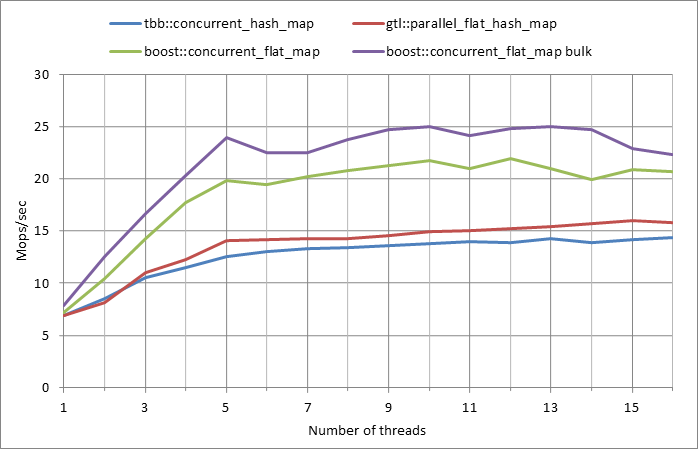 tbb::concurrent_hash_map gtl::parallel_flat_hash_map
boost::concurrent_flat_map boost::concurrent_flat_map bulk
30
25
20
15
10
5
0
Mops/sec
1 3 5 7 9 11 13 15
Number of threads